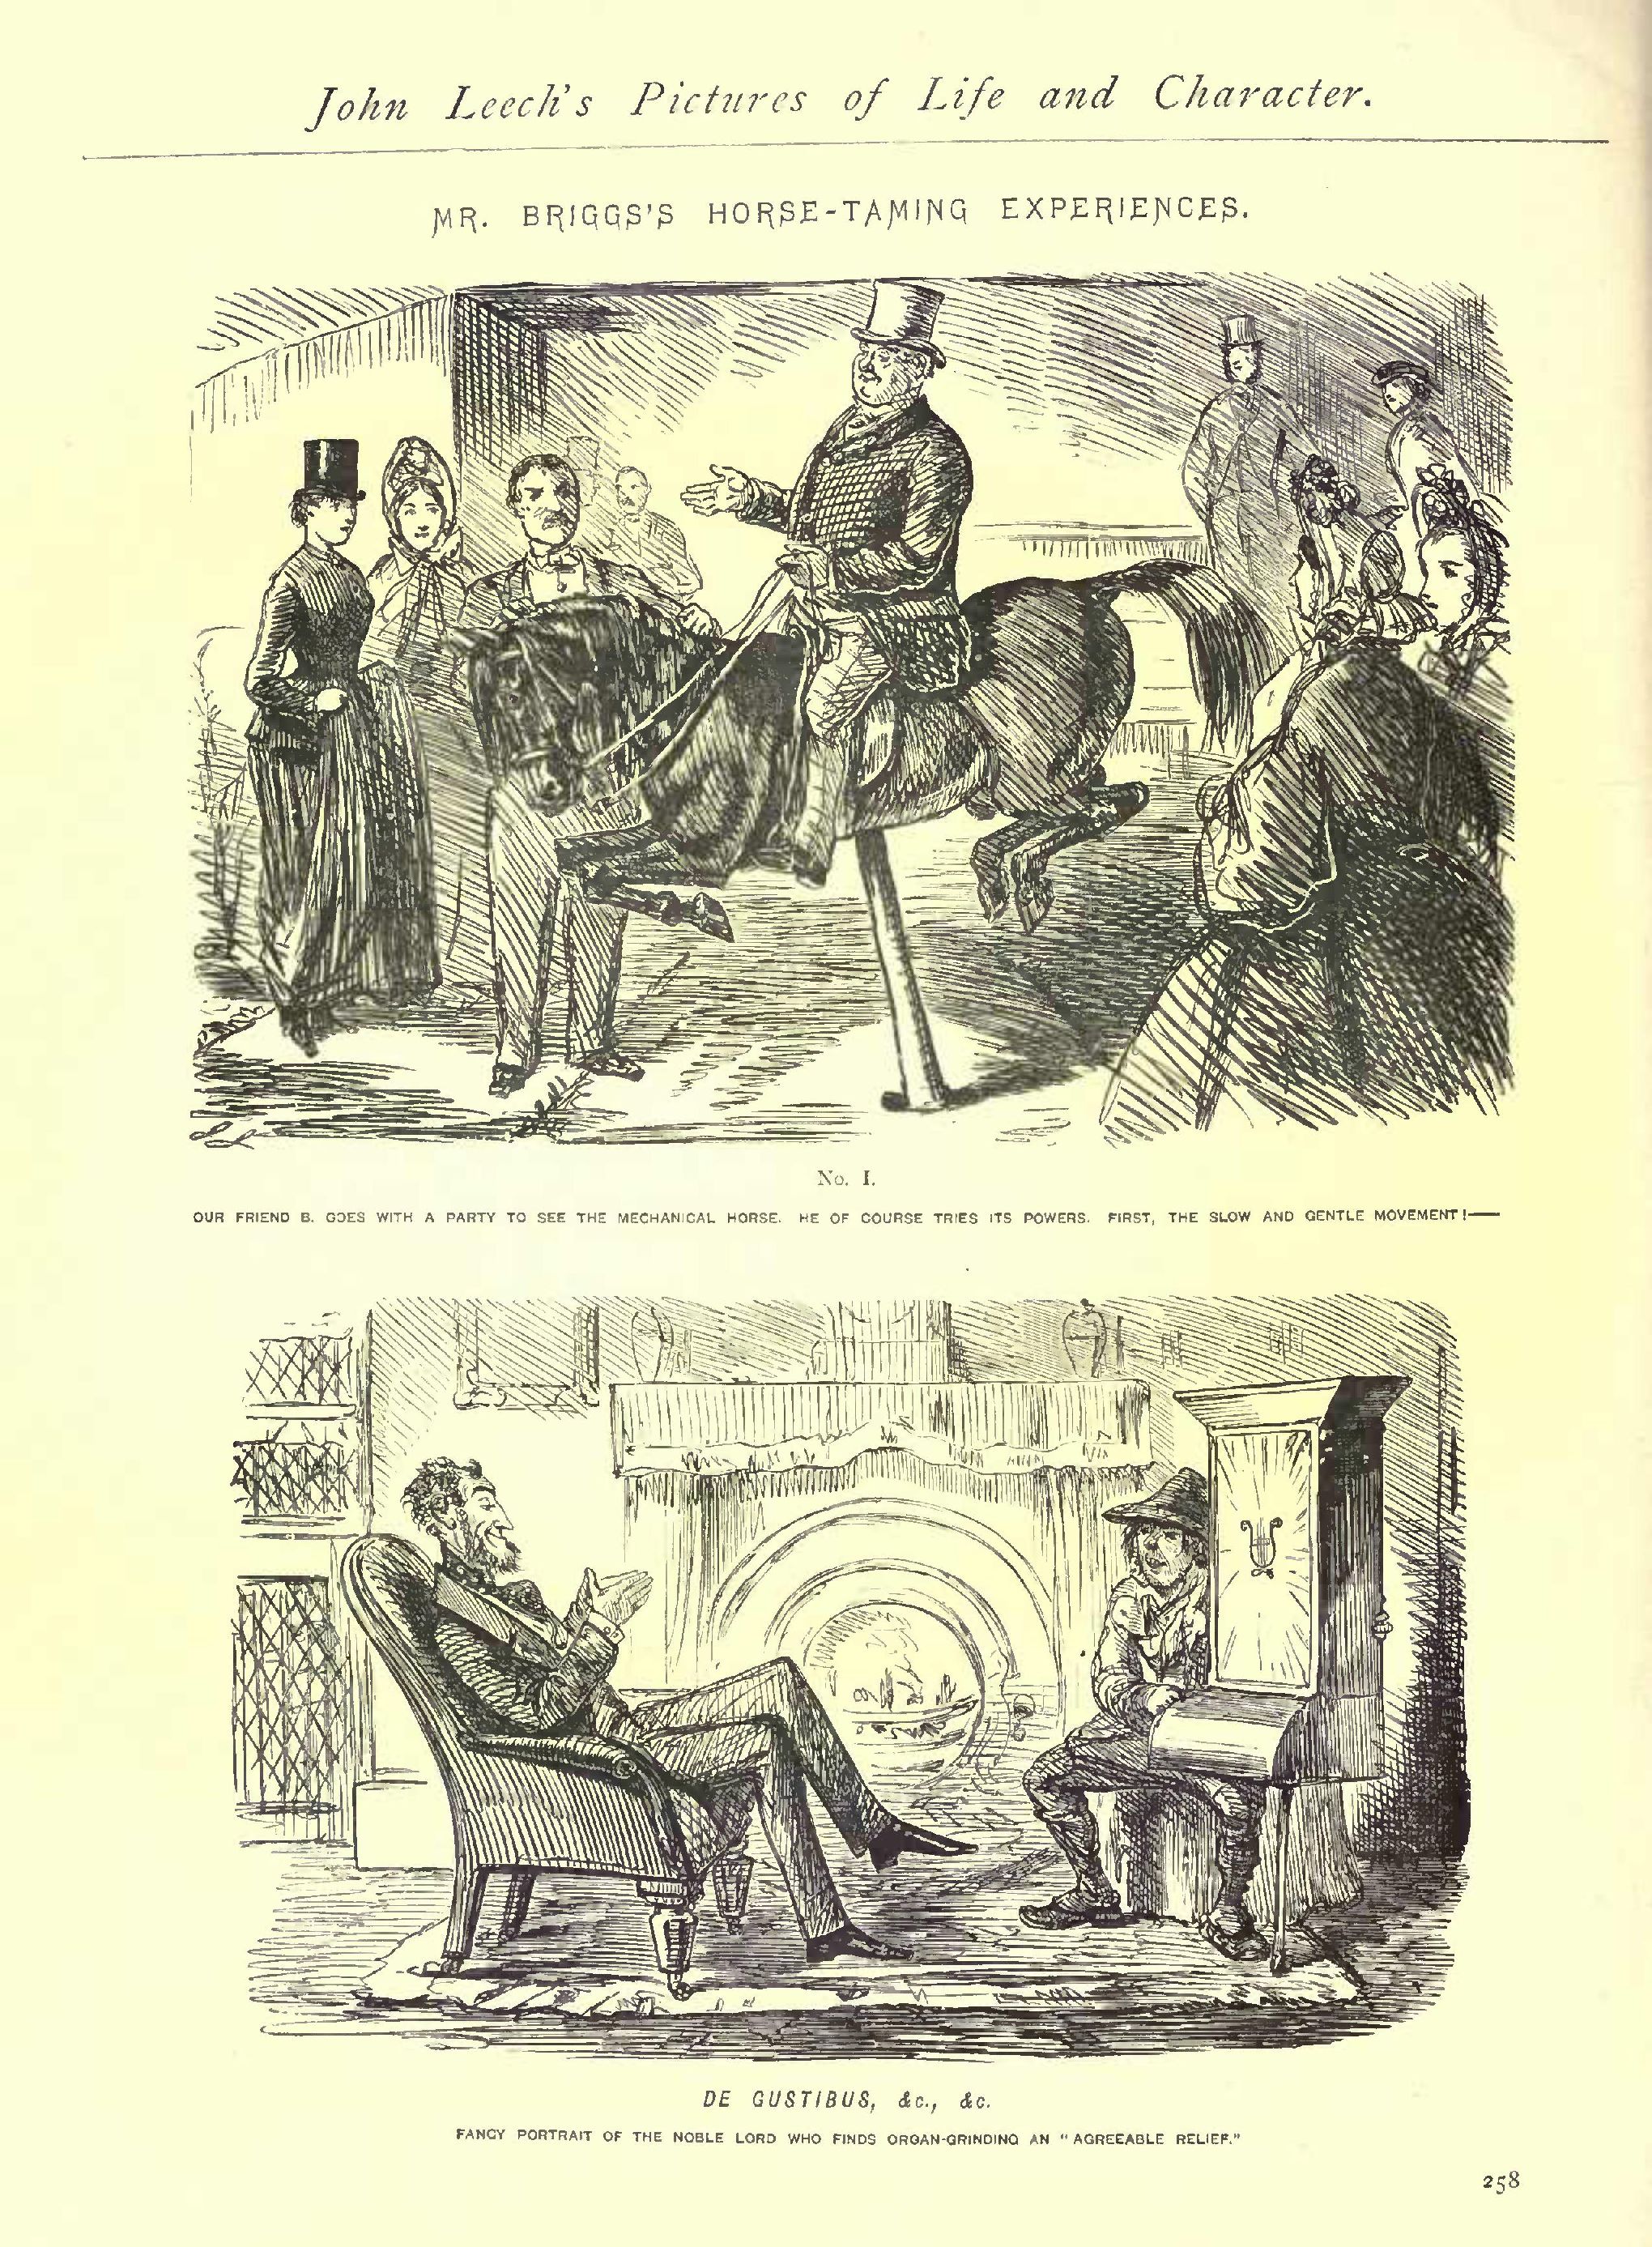 John Leech's Pictures of Life and Character.
MR. BRIGGS'S HORSE-TAMING EXPERIENCES.
No. I.
OUR FRIEND B. GOES WITH A PARTY TO SEE THE MECHANICAL HORSE. HE OF COURSE TRIES ITS POWERS. FIRST, THE SLOW AND GENTLE MOVEMENT!—
DE GUSTIBUS, &c., &c.
FANCY PORTRAIT OF THE NOBLE LORD WHO FINDS ORGAN-GRINDING AN "AGREEABLE RELIEF."
258